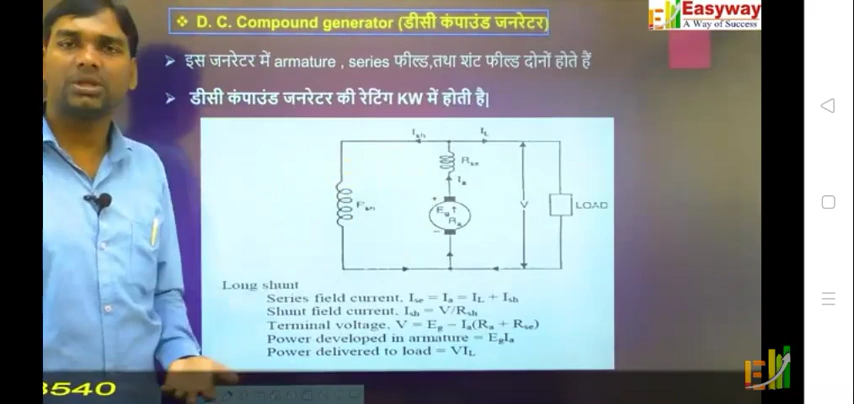 ❖ D. C. Compound generator (डीसी कंपाउंड जनरेटर)
Easyway
A Way of Success
➢ इस जनरेटर में armature , series फील्ड,तथा शंट फील्ड दोनों होते हैं
➢ डीसी कंपाउंड जनरेटर की रेटिंग KW में होती है|
Ish
IL
Rse
Ia
Rsh
+
Eg↑
Ra
−
V
LOAD
Long shunt
Series field current, Ise = Ia = IL + Ish
Shunt field current, Ish = V/Rsh
Terminal voltage, V = Eg − Ia(Ra + Rse)
Power developed in armature = EgIa
Power delivered to load = VIL
3540